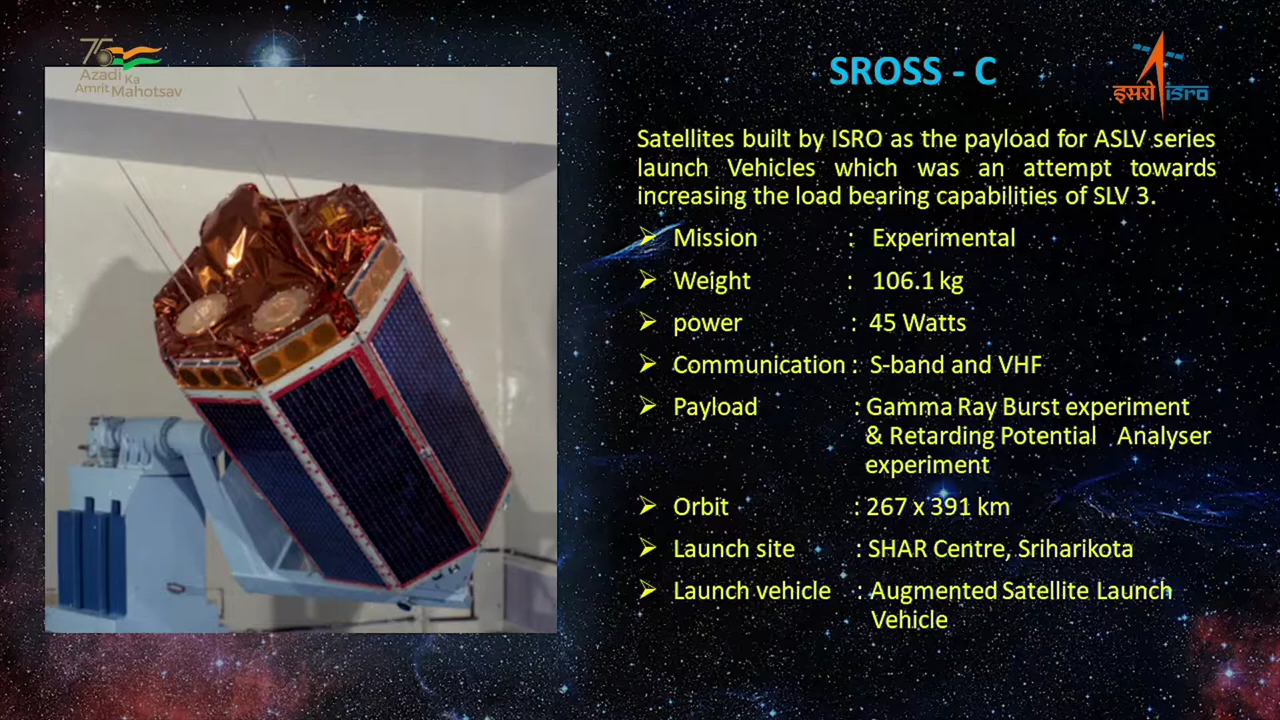 75
Azadi Ka
Amrit Mahotsav
SROSS - C
इसरो isro
Satellites built by ISRO as the payload for ASLV series
launch Vehicles which was an attempt towards
increasing the load bearing capabilities of SLV 3.
Mission : Experimental
Weight : 106.1 kg
power : 45 Watts
Communication : S-band and VHF
Payload : Gamma Ray Burst experiment
& Retarding Potential Analyser
experiment
Orbit : 267 x 391 km
Launch site : SHAR Centre, Sriharikota
Launch vehicle : Augmented Satellite Launch
Vehicle